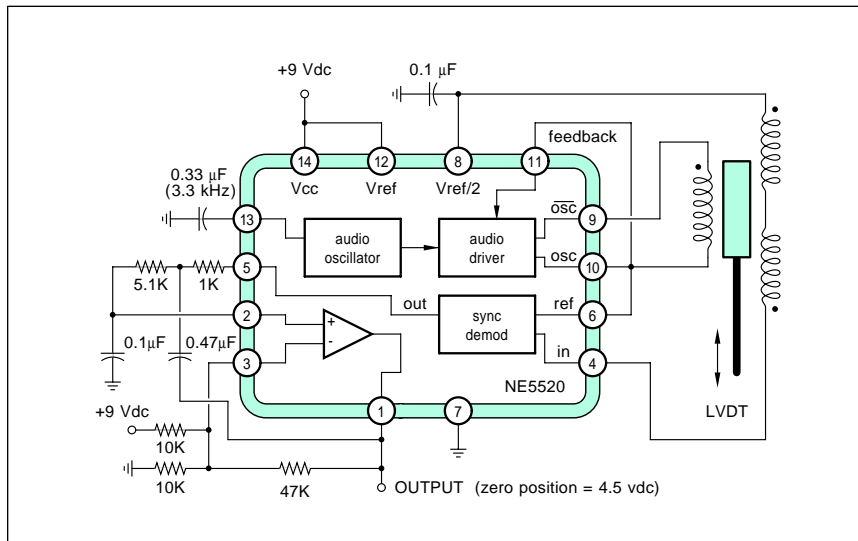 +9 Vdc
0.1 µF
feedback
14
12
8
11
0.33 µF
(3.3 kHz)
Vcc
Vref
Vref/2
13
audio
oscillator
audio
driver
osc
9
osc
10
5.1K
1K
5
out
sync
demod
ref
6
in
4
2
+
-
0.1µF
0.47µF
3
NE5520
LVDT
+9 Vdc
1
7
10K
10K
47K
OUTPUT (zero position = 4.5 vdc)